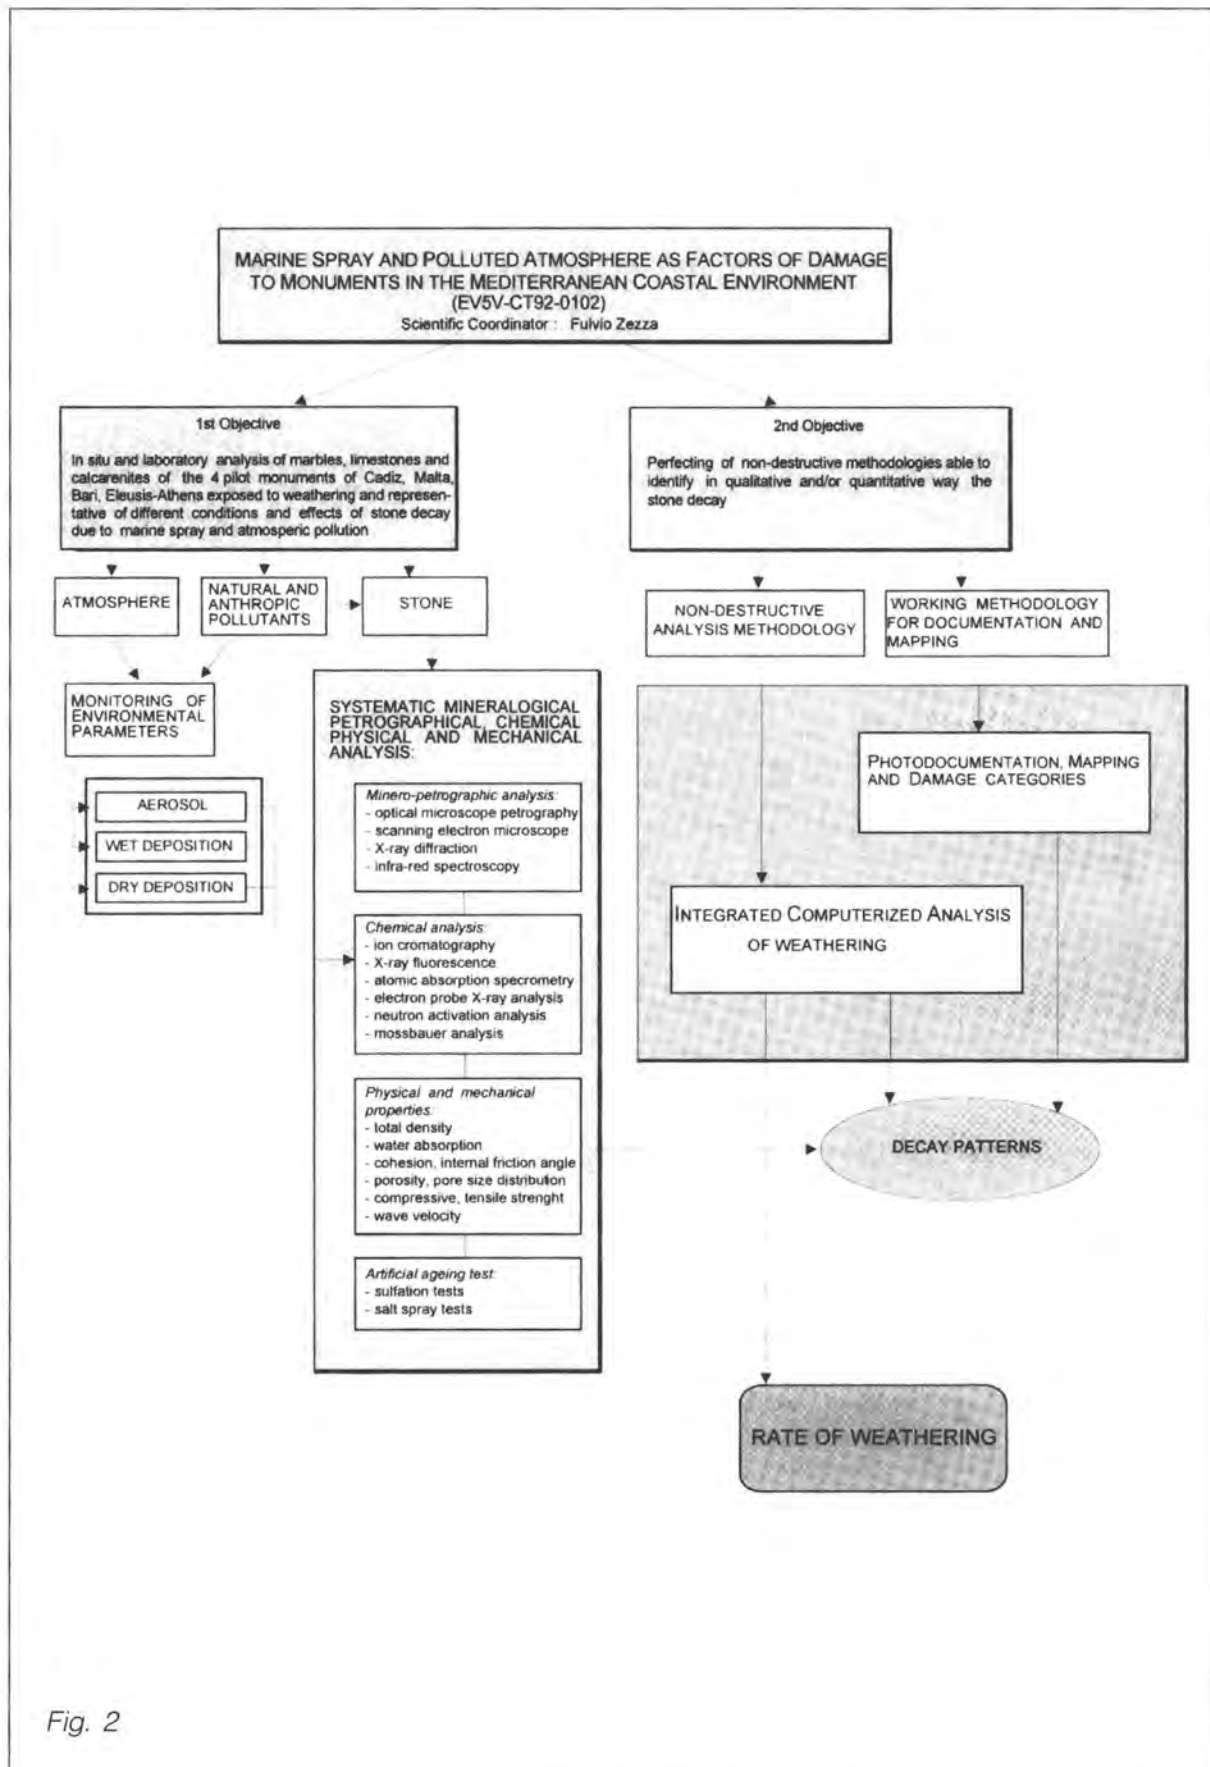 MARINE SPRAY AND POLLUTED ATMOSPHERE AS FACTORS OF DAMAGE
TO MONUMENTS IN THE MEDITERRANEAN COASTAL ENVIRONMENT
(EV5V-CT92-0102)
Scientific Coordinator : Fulvio Zezza
1st Objective
In situ and laboratory analysis of marbles, limestones and
calcarenites of the 4 pilot monuments of Cadiz, Malta,
Bari, Eleusis-Athens exposed to weathering and represen-
tative of different conditions and effects of stone decay
due to marine spray and atmosperic pollution
2nd Objective
Perfecting of non-destructive methodologies able to
identify in qualitative and/or quantitative way the
stone decay
ATMOSPHERE
NATURAL AND
ANTHROPIC
POLLUTANTS
STONE
NON-DESTRUCTIVE
ANALYSIS METHODOLOGY
WORKING METHODOLOGY
FOR DOCUMENTATION AND
MAPPING
MONITORING OF
ENVIRONMENTAL
PARAMETERS
AEROSOL
WET DEPOSITION
DRY DEPOSITION
SYSTEMATIC MINERALOGICAL
PETROGRAPHICAL, CHEMICAL
PHYSICAL AND MECHANICAL
ANALYSIS:
Minero-petrographic analysis:
- optical microscope petrography
- scanning electron microscope
- X-ray diffraction
- infra-red spectroscopy
Chemical analysis:
- ion cromatography
- X-ray fluorescence
- atomic absorption specrometry
- electron probe X-ray analysis
- neutron activation analysis
- mossbauer analysis
Physical and mechanical
properties:
- total density
- water absorption
- cohesion, internal friction angle
- porosity, pore size distribution
- compressive, tensile strenght
- wave velocity
Artificial ageing test:
- sulfation tests
- salt spray tests
PHOTODOCUMENTATION, MAPPING
AND DAMAGE CATEGORIES
INTEGRATED COMPUTERIZED ANALYSIS
OF WEATHERING
DECAY PATTERNS
RATE OF WEATHERING
Fig. 2